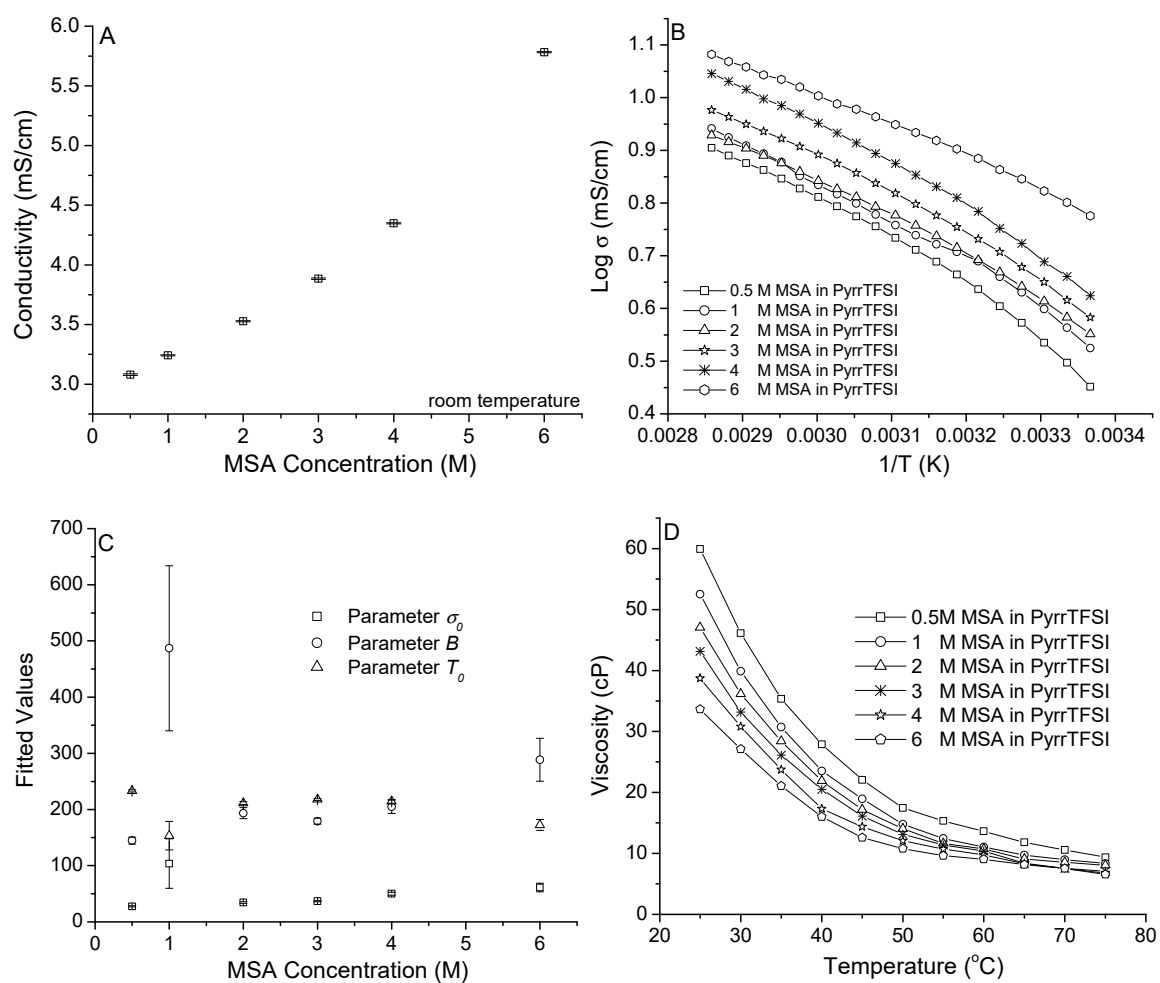 A
6.0
5.5
5.0
4.5
4.0
3.5
3.0
Conductivity (mS/cm)
room temperature
0 1 2 3 4 5 6
MSA Concentration (M)
B
1.1
1.0
0.9
0.8
0.7
0.6
0.5
0.4
Log σ (mS/cm)
0.5 M MSA in PyrrTFSI
1 M MSA in PyrrTFSI
2 M MSA in PyrrTFSI
3 M MSA in PyrrTFSI
4 M MSA in PyrrTFSI
6 M MSA in PyrrTFSI
0.0028 0.0029 0.0030 0.0031 0.0032 0.0033 0.0034
1/T (K)
C
700
600
500
400
300
200
100
0
Fitted Values
Parameter σ0
Parameter B
Parameter T0
0 1 2 3 4 5 6
MSA Concentration (M)
D
60
50
40
30
20
10
0
Viscosity (cP)
0.5M MSA in PyrrTFSI
1 M MSA in PyrrTFSI
2 M MSA in PyrrTFSI
3 M MSA in PyrrTFSI
4 M MSA in PyrrTFSI
6 M MSA in PyrrTFSI
20 30 40 50 60 70 80
Temperature (°C)